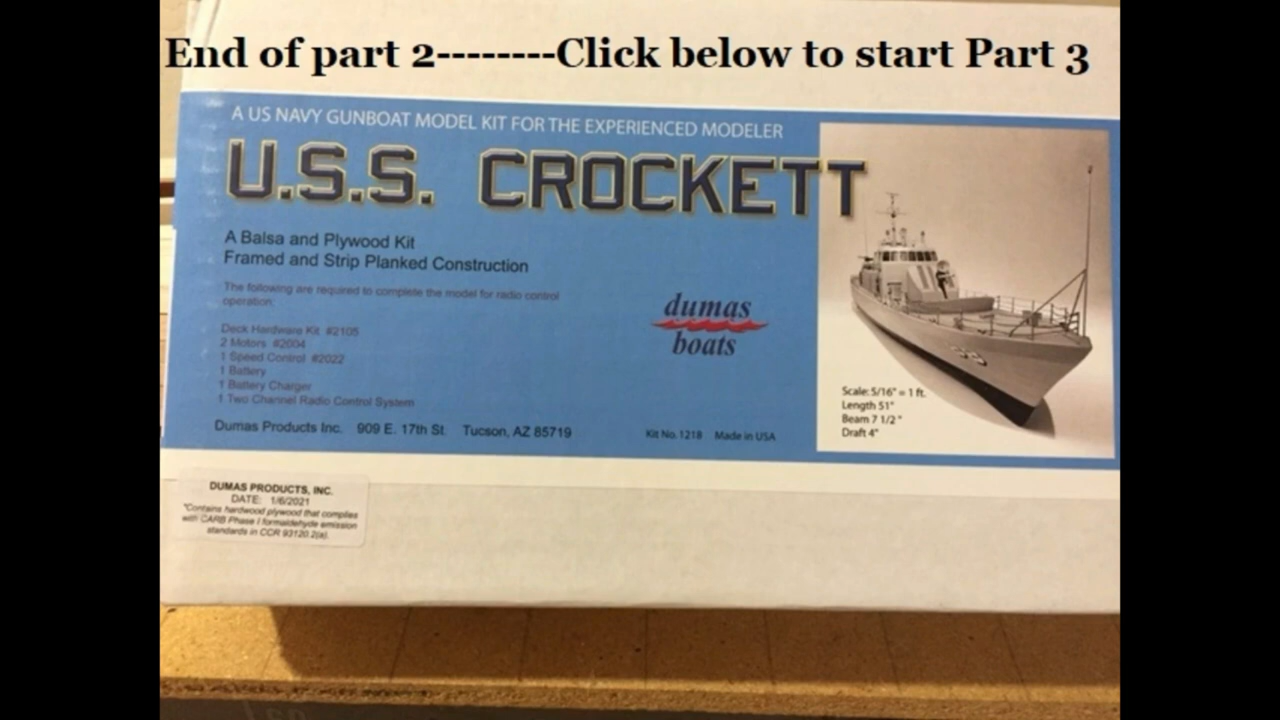 End of part 2--------Click below to start Part 3
A US NAVY GUNBOAT MODEL KIT FOR THE EXPERIENCED MODELER
U.S.S. CROCKETT
A Balsa and Plywood Kit
Framed and Strip Planked Construction
The following are required to complete the model for radio control
operation:
Deck Hardware Kit #2105
2 Motors #2004
1 Speed Control #2022
1 Battery
1 Battery Charger
1 Two Channel Radio Control System
dumas
boats
Scale: 5/16" = 1 ft.
Length 51"
Beam 7 1/2"
Draft 4"
Dumas Products Inc. 909 E. 17th St. Tucson, AZ 85719
Kit No. 1218 Made in USA
DUMAS PRODUCTS, INC.
DATE: 1/6/2021
"Contains hardwood plywood that complies
with CARB Phase I formaldehyde emission
standards in CCR 93120.2(a).